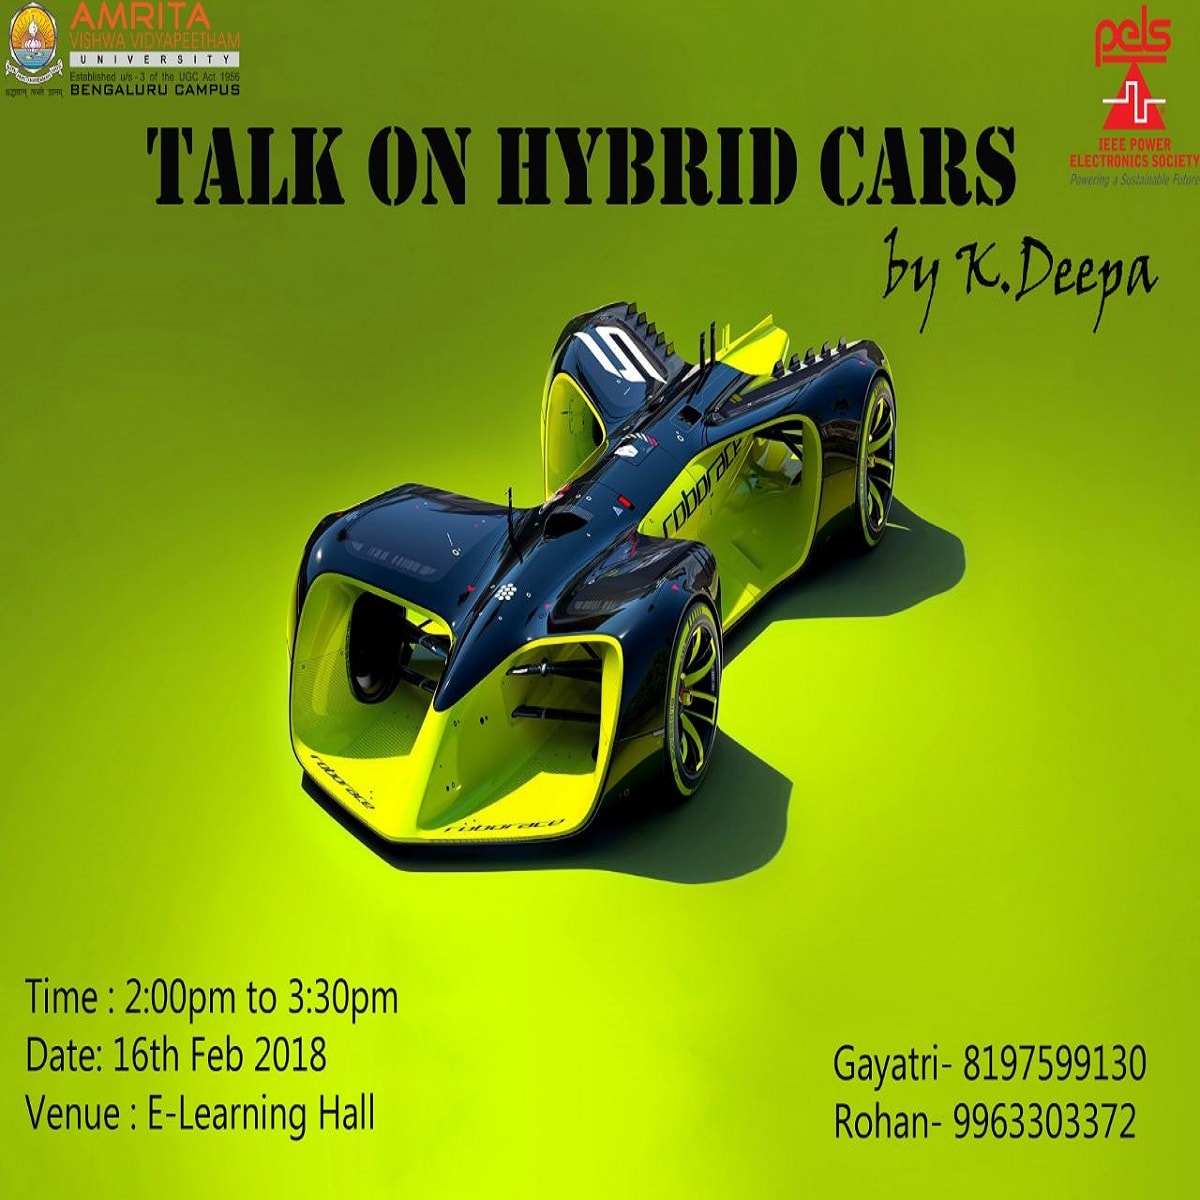 AMRITA
VISHWA VIDYAPEETHAM
UNIVERSITY
Established u/s - 3 of the UGC Act 1956
BENGALURU CAMPUS
pels
IEEE POWER
ELECTRONICS SOCIETY
Powering a Sustainable Future
TALK ON HYBRID CARS
by K.Deepa
roborace
roborace
roborace
Time : 2:00pm to 3:30pm
Date: 16th Feb 2018
Venue : E-Learning Hall
Gayatri- 8197599130
Rohan- 9963303372